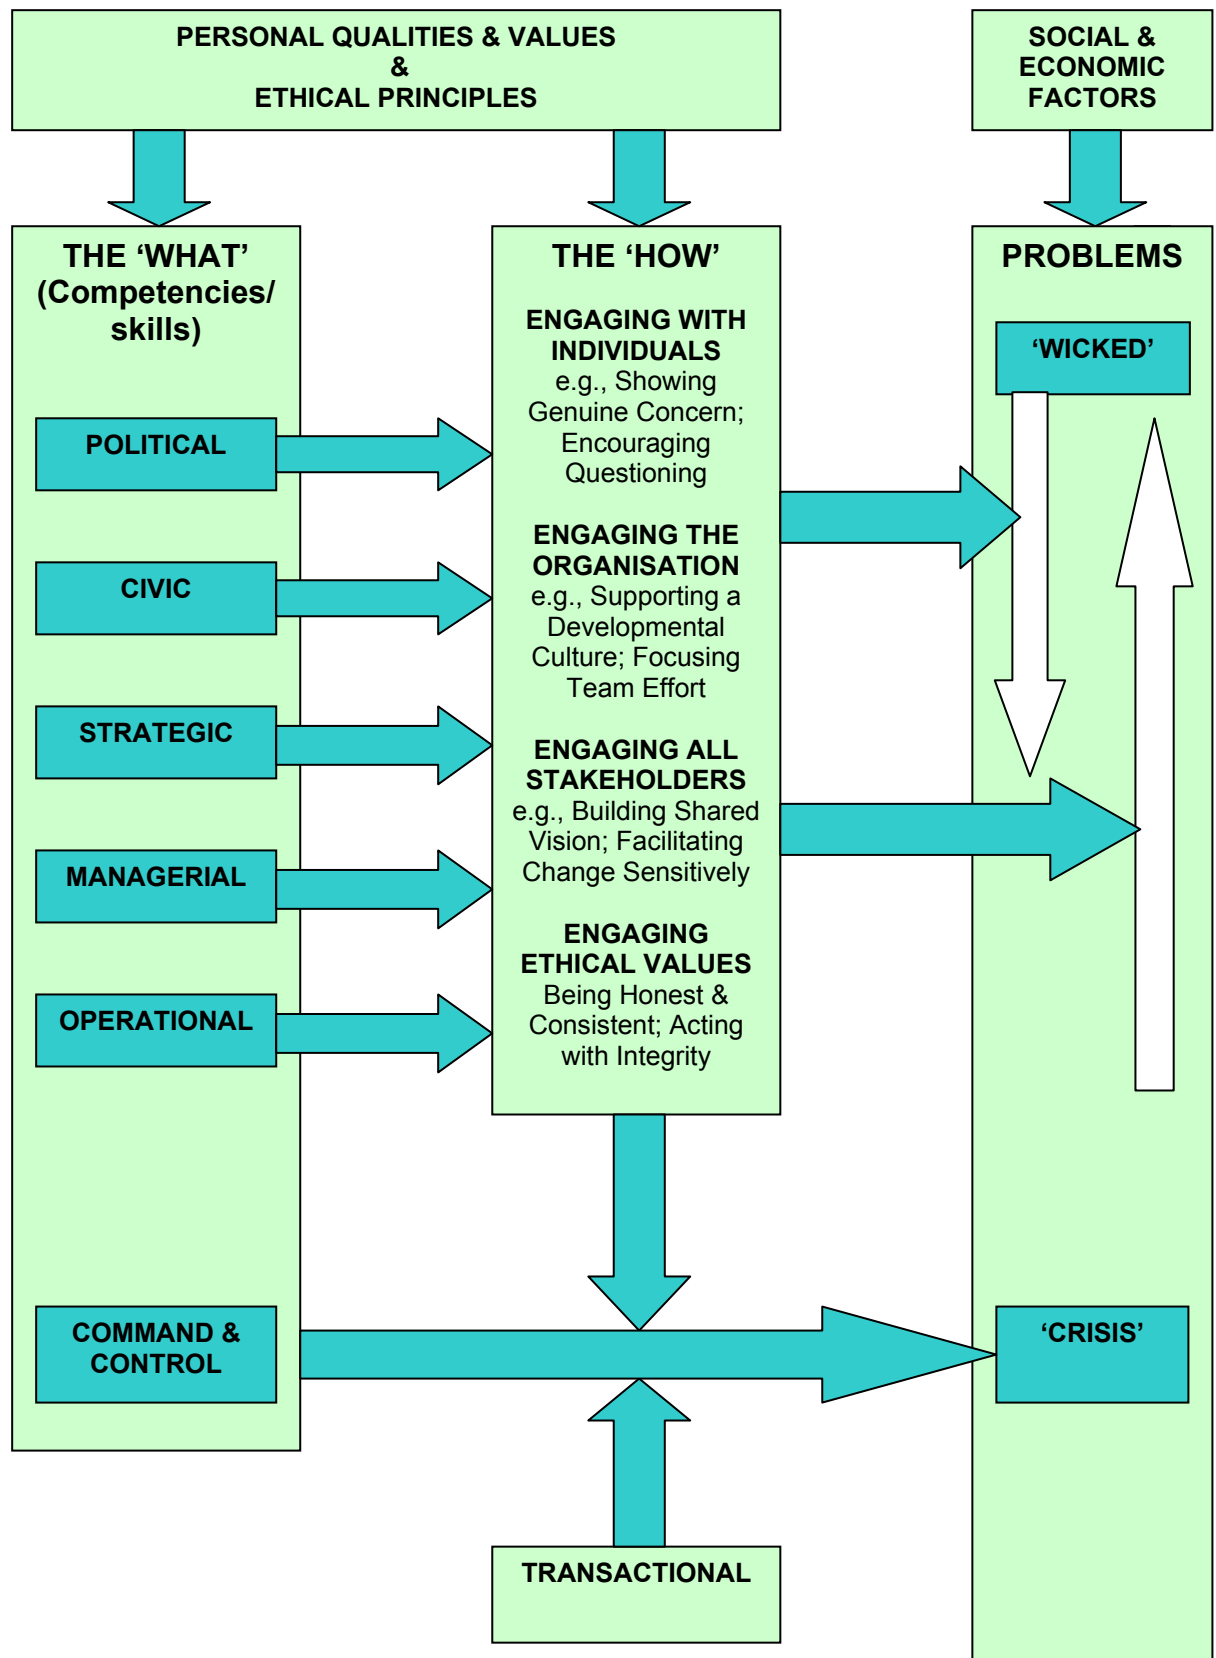 PERSONAL QUALITIES & VALUES
&
ETHICAL PRINCIPLES
SOCIAL &
ECONOMIC
FACTORS
THE ‘WHAT’
(Competencies/
skills)
POLITICAL
CIVIC
STRATEGIC
MANAGERIAL
OPERATIONAL
COMMAND &
CONTROL
THE ‘HOW’
ENGAGING WITH
INDIVIDUALS
e.g., Showing
Genuine Concern;
Encouraging
Questioning
ENGAGING THE
ORGANISATION
e.g., Supporting a
Developmental
Culture; Focusing
Team Effort
ENGAGING ALL
STAKEHOLDERS
e.g., Building Shared
Vision; Facilitating
Change Sensitively
ENGAGING
ETHICAL VALUES
Being Honest &
Consistent; Acting
with Integrity
TRANSACTIONAL
PROBLEMS
‘WICKED’
‘CRISIS’